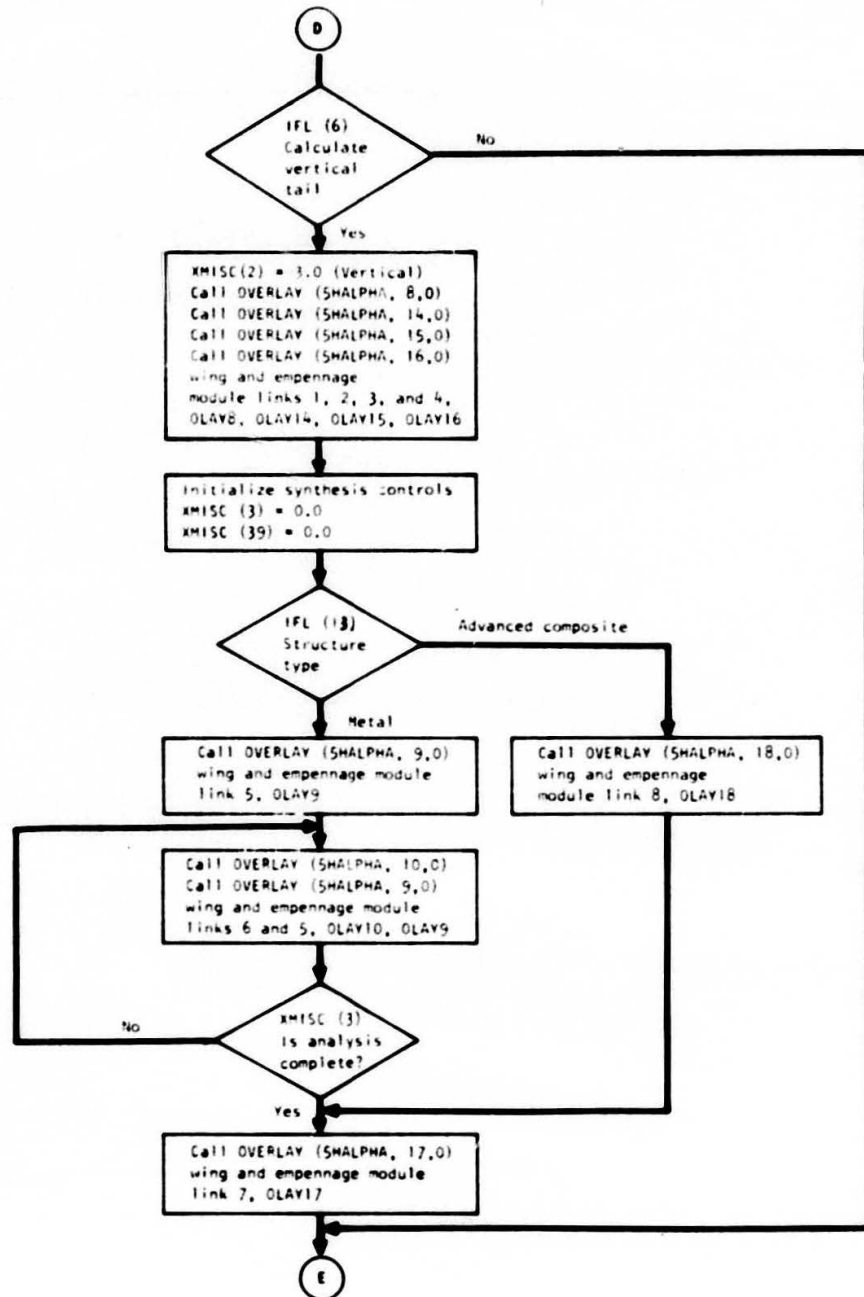 D
IFL (6)
Calculate
vertical
tail
No
Yes
XMISC(2) = 3.0 (Vertical)
Call OVERLAY (5HALPHA, 8,0)
Call OVERLAY (5HALPHA, 14,0)
Call OVERLAY (5HALPHA, 15,0)
Call OVERLAY (5HALPHA, 16,0)
wing and empennage
module links 1, 2, 3, and 4,
OLAY8, OLAY14, OLAY15, OLAY16
Initialize synthesis controls
XMISC (3) = 0.0
XMISC (39) = 0.0
IFL (13)
Structure
type
Advanced composite
Metal
Call OVERLAY (5HALPHA, 9,0)
wing and empennage module
link 5, OLAY9
Call OVERLAY (5HALPHA, 18,0)
wing and empennage
module link 8, OLAY18
Call OVERLAY (5HALPHA, 10,0)
Call OVERLAY (5HALPHA, 9,0)
wing and empennage module
links 6 and 5, OLAY10, OLAY9
No
XMISC (3)
Is analysis
complete?
Yes
Call OVERLAY (5HALPHA, 17,0)
wing and empennage module
link 7, OLAY17
E